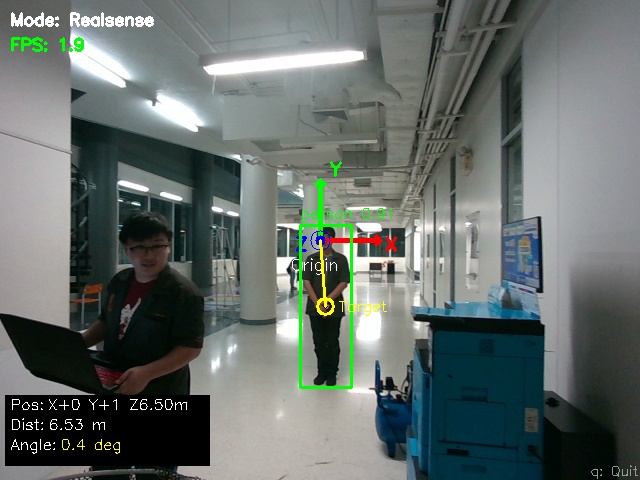 Mode: Realsense
FPS: 1.9
Y
person 0.91
Z
X
Origin
Target
Pos: X+0 Y+1 Z6.50m
Dist: 6.53 m
Angle: 0.4 deg
q: Quit